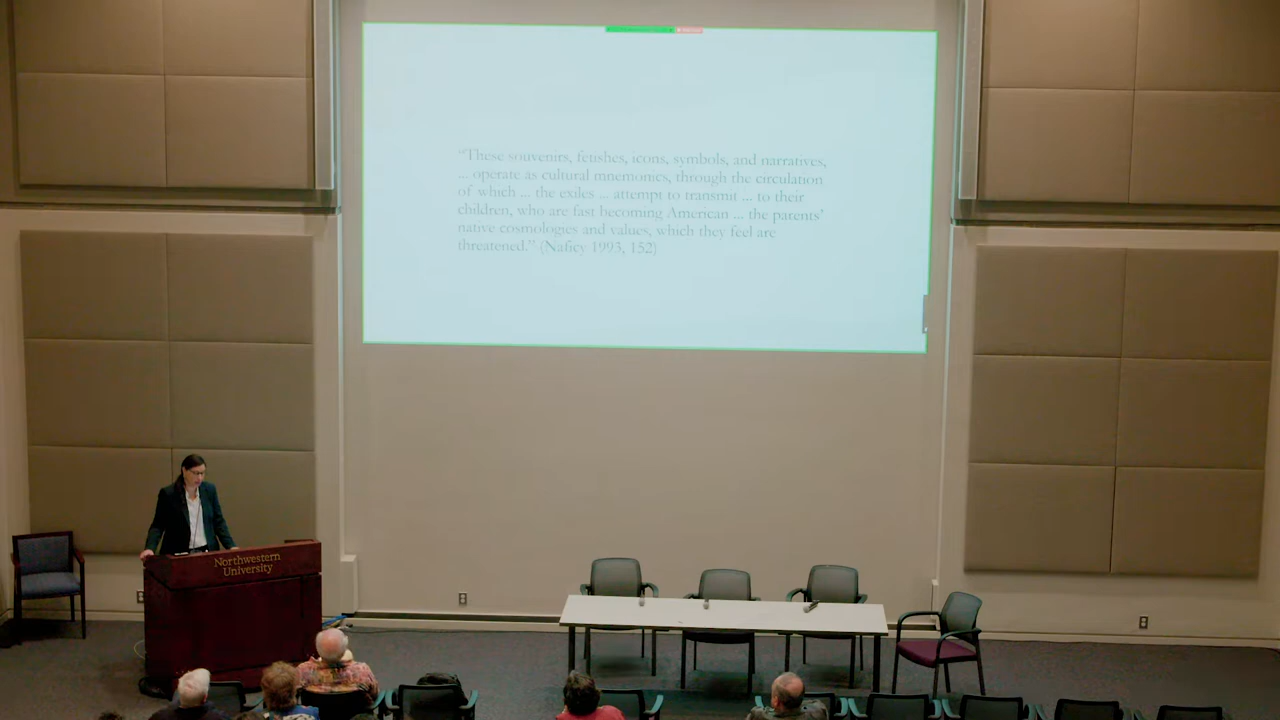 “These souvenirs, fetishes, icons, symbols, and narratives,
... operate as cultural mnemonics, through the circulation
of which ... the exiles ... attempt to transmit ... to their
children, who are fast becoming American ... the parents’
native cosmologies and values, which they feel are
threatened.” (Naficy 1993, 152)
Northwestern
University